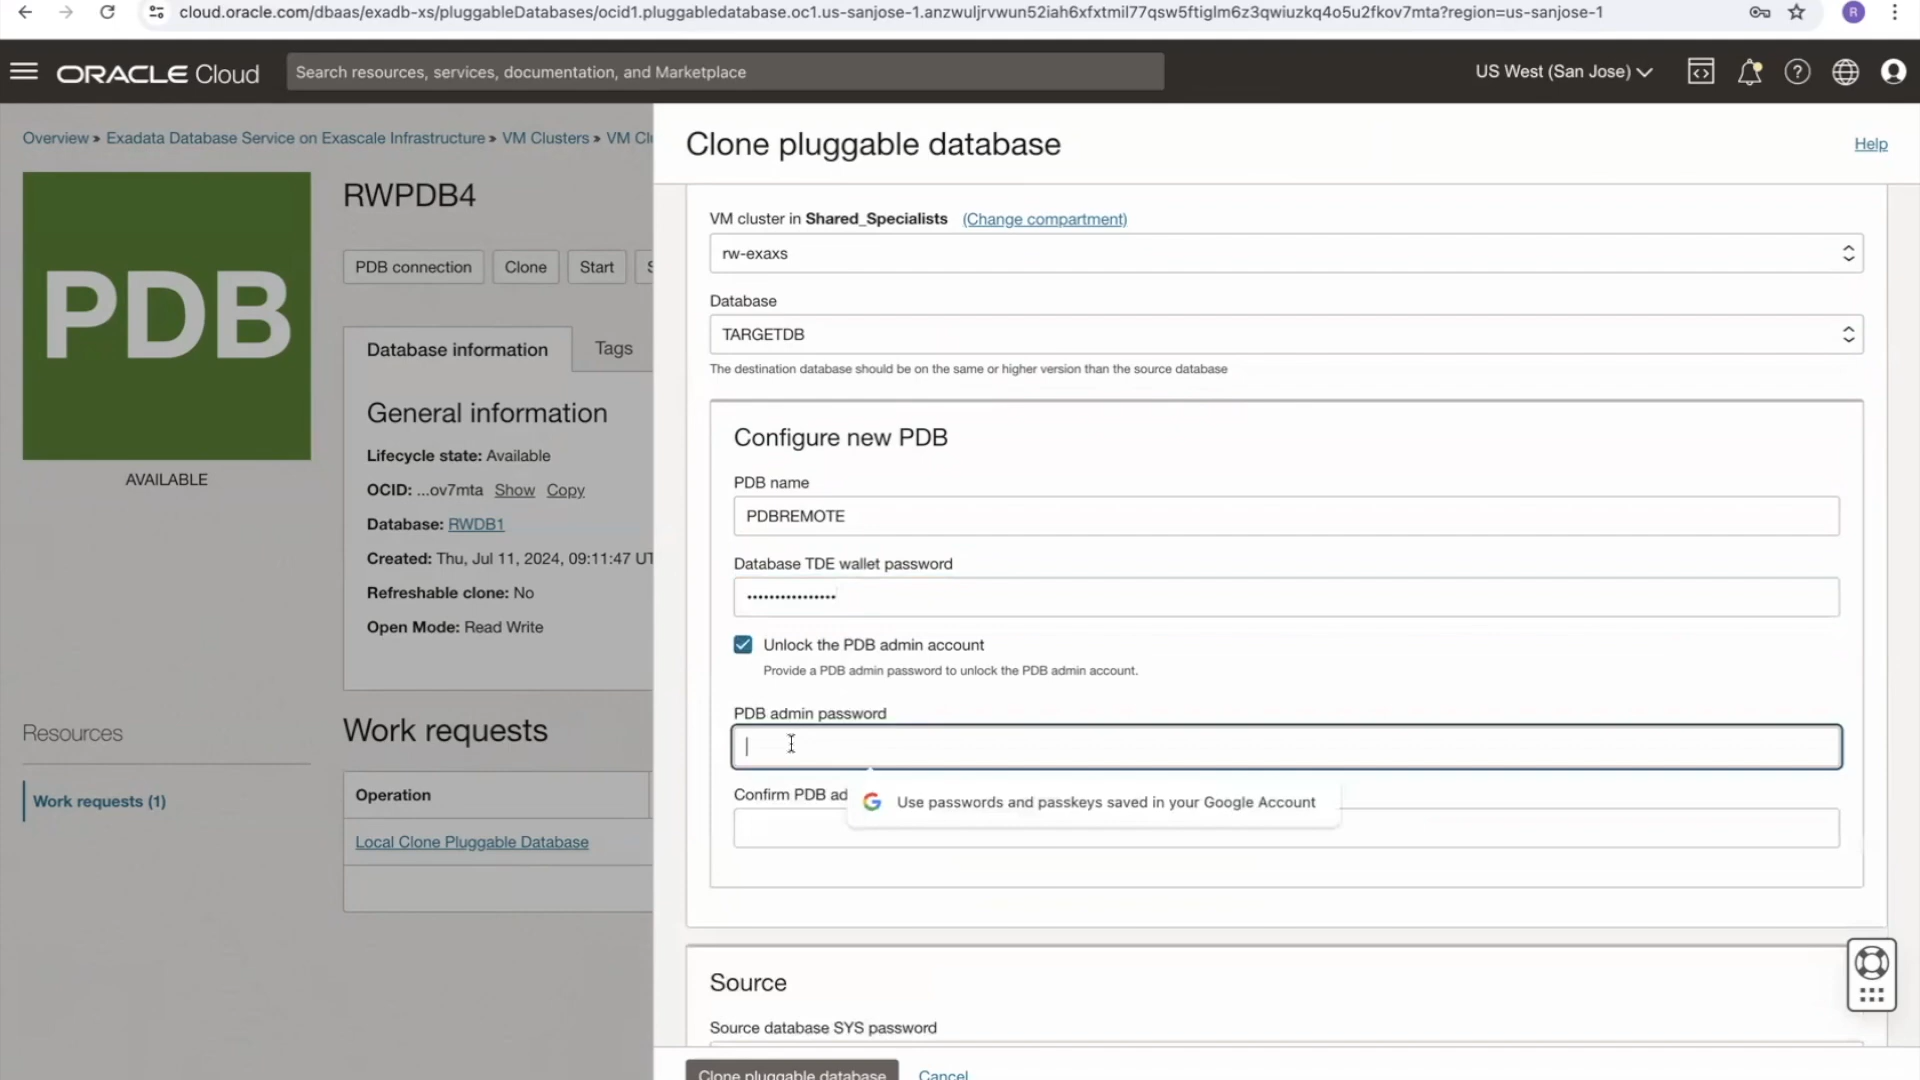 cloud.oracle.com/dbaas/exadb-xs/pluggableDatabases/ocid1.pluggabledatabase.oc1.us-sanjose-1.anzwuljrvwun52iah6xfxtmil77qsw5ftiglm6z3qwiuzkq4o5u2fkov7mta?region=us-sanjose-1
R
ORACLE Cloud
Search resources, services, documentation, and Marketplace
US West (San Jose)
Overview » Exadata Database Service on Exascale Infrastructure » VM Clusters » VM Cl
PDB
AVAILABLE
RWPDB4
PDB connection
Clone
Start
S
Database information
Tags
General information
Lifecycle state: Available
OCID: ...ov7mta Show Copy
Database: RWDB1
Created: Thu, Jul 11, 2024, 09:11:47 UT
Refreshable clone: No
Open Mode: Read Write
Resources
Work requests (1)
Work requests
Operation
Local Clone Pluggable Database
Clone pluggable database
Help
VM cluster in Shared_Specialists (Change compartment)
rw-exaxs
Database
TARGETDB
The destination database should be on the same or higher version than the source database
Configure new PDB
PDB name
PDBREMOTE
Database TDE wallet password
••••••••••••••••
Unlock the PDB admin account
Provide a PDB admin password to unlock the PDB admin account.
PDB admin password
Confirm PDB ad
Use passwords and passkeys saved in your Google Account
Source
Source database SYS password
Clone pluggable database
Cancel